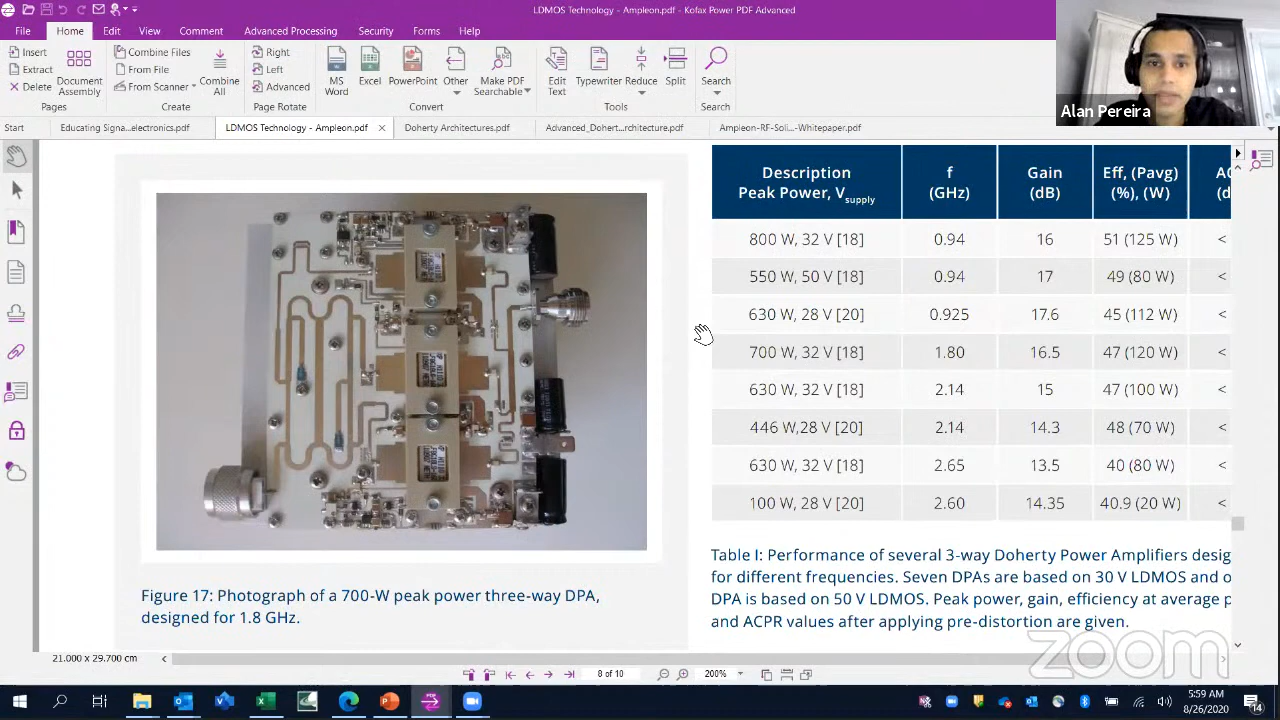 LDMOS Technology - Ampleon - Kofax Power PDF Advanced
File Home Edit View Comment Advanced Processing Security Forms Help
Insert
Extract
Delete
Pages
Document Assembly
Combine Files
From File
From Scanner
Create
Combine All
Right
Left
Advanced
Page Rotate
MS Word
Excel
PowerPoint
Other
Make PDF Searchable
Convert
Edit Text
Typewriter
Reduce
Split
Tools
Search
Search
Alan Pereira
Start
Educating Signa...electronics.pdf
LDMOS Technology - Ampleon.pdf
Doherty Architectures.pdf
Advanced_Dohert...rchitecture.pdf
Ampleon-RF-Soli...-Whitepaper.pdf
Description Peak Power, Vsupply f (GHz) Gain (dB) Eff, (Pavg) (%), (W) AC (d
800 W, 32 V [18] 0.94 16 51 (125 W) <
550 W, 50 V [18] 0.94 17 49 (80 W) <
630 W, 28 V [20] 0.925 17.6 45 (112 W) <
700 W, 32 V [18] 1.80 16.5 47 (120 W) <
630 W, 32 V [18] 2.14 15 47 (100 W) <
446 W,28 V [20] 2.14 14.3 48 (70 W) <
630 W, 32 V [18] 2.65 13.5 40 (80 W) <
100 W, 28 V [20] 2.60 14.35 40.9 (20 W) <
Figure 17: Photograph of a 700-W peak power three-way DPA,
designed for 1.8 GHz.
Table I: Performance of several 3-way Doherty Power Amplifiers desig
for different frequencies. Seven DPAs are based on 30 V LDMOS and o
DPA is based on 50 V LDMOS. Peak power, gain, efficiency at average p
and ACPR values after applying pre-distortion are given.
zoom
21.000 x 29.700 cm
8 of 10
200%
5:59 AM
8/26/2020
14